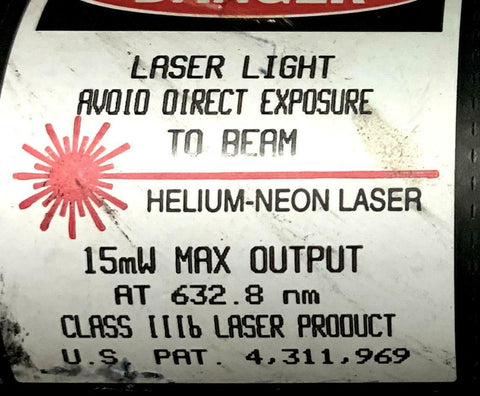 DANGER
LASER LIGHT
AVOID DIRECT EXPOSURE
TO BEAM
HELIUM-NEON LASER
15mW MAX OUTPUT
AT 632.8 nm
CLASS IIIb LASER PRODUCT
U.S. PAT. 4,311,969